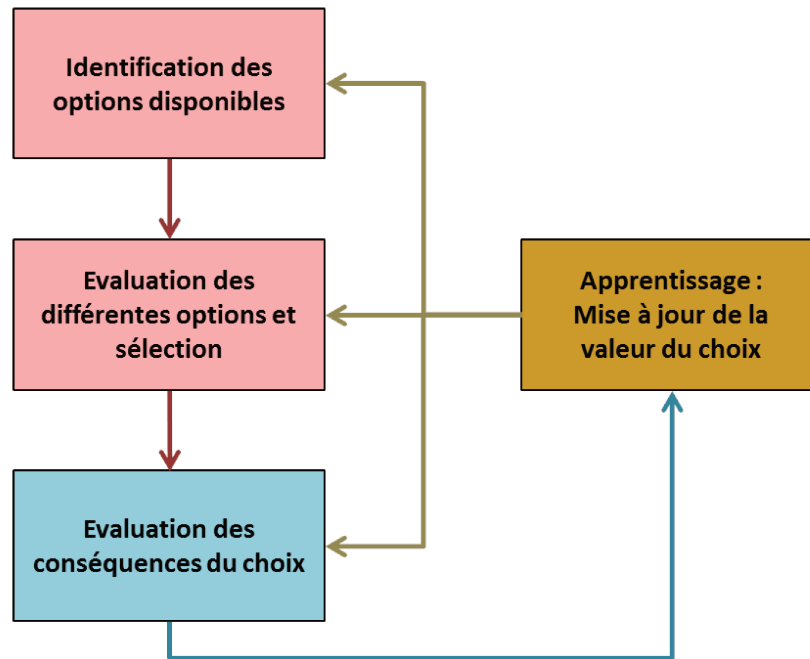 Identification des
options disponibles
Evaluation des
différentes options et
sélection
Apprentissage :
Mise à jour de la
valeur du choix
Evaluation des
conséquences du choix